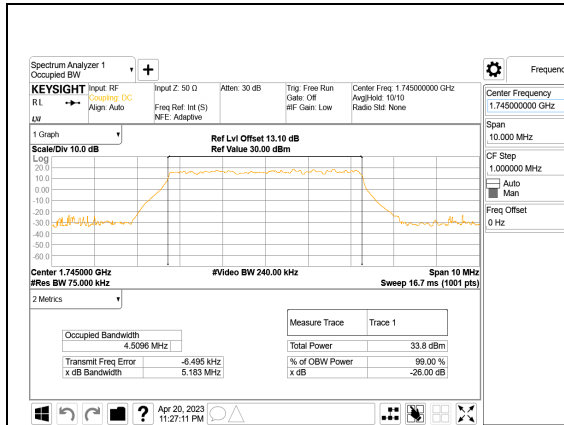 Spectrum Analyzer 1
Occupied BW
Frequenc
KEYSIGHT
RL
LXI
Input: RF
Coupling: DC
Align: Auto
Input Z: 50 Ω
Freq Ref: Int (S)
NFE: Adaptive
Atten: 30 dB
Trig: Free Run
Gate: Off
#IF Gain: Low
Center Freq: 1.745000000 GHz
Avg|Hold: 10/10
Radio Std: None
Center Frequency
1.745000000 GHz
Span
10.000 MHz
CF Step
1.000000 MHz
Auto
Man
Freq Offset
0 Hz
1 Graph
Scale/Div 10.0 dB
Ref Lvl Offset 13.10 dB
Ref Value 30.00 dBm
Log
20.0
10.0
0.00
-10.0
-20.0
-30.0
-40.0
-50.0
-60.0
Center 1.745000 GHz
#Video BW 240.00 kHz
Span 10 MHz
#Res BW 75.000 kHz
Sweep 16.7 ms (1001 pts)
2 Metrics
Measure Trace
Trace 1
Occupied Bandwidth
4.5096 MHz
Total Power
33.8 dBm
Transmit Freq Error
-6.495 kHz
% of OBW Power
99.00 %
x dB Bandwidth
5.183 MHz
x dB
-26.00 dB
?
Apr 20, 2023
11:27:11 PM